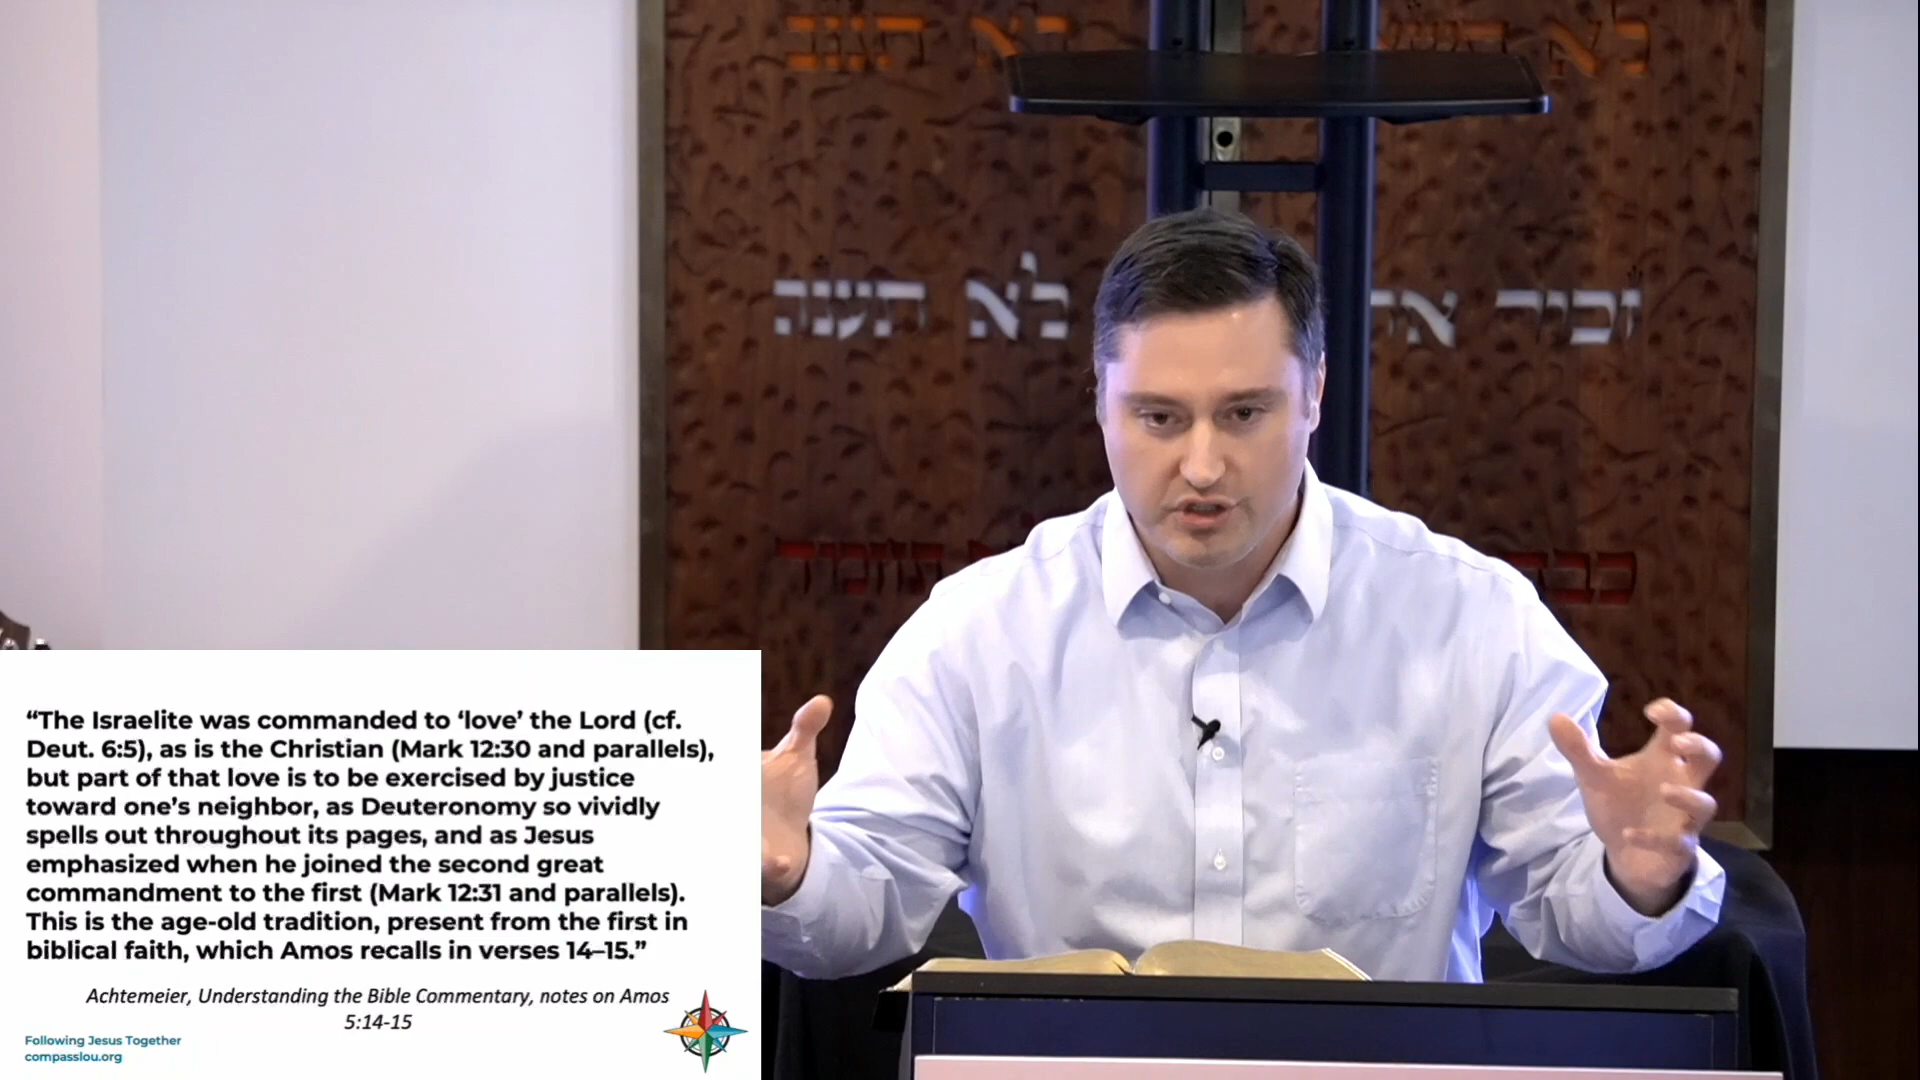 לא תענה
זכור את
כבד
“The Israelite was commanded to ‘love’ the Lord (cf.
Deut. 6:5), as is the Christian (Mark 12:30 and parallels),
but part of that love is to be exercised by justice
toward one’s neighbor, as Deuteronomy so vividly
spells out throughout its pages, and as Jesus
emphasized when he joined the second great
commandment to the first (Mark 12:31 and parallels).
This is the age-old tradition, present from the first in
biblical faith, which Amos recalls in verses 14–15.”
Achtemeier, Understanding the Bible Commentary, notes on Amos
5:14-15
Following Jesus Together
compasslou.org